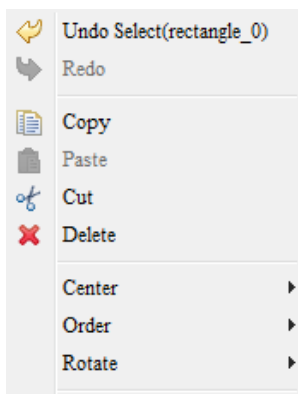 Undo Select(rectangle_0)
Redo
Copy
Paste
Cut
Delete
Center
Order
Rotate